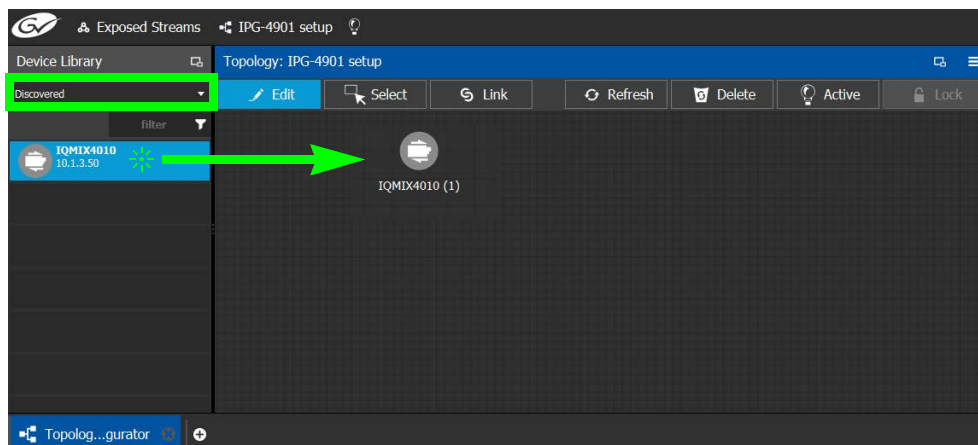 GV Exposed Streams IPG-4901 setup
Device Library
Topology: IPG-4901 setup
Discovered
Edit Select Link Refresh Delete Active Lock
filter
IQMIX4010
10.1.3.50
IQMIX4010 (1)
Topolog...gurator